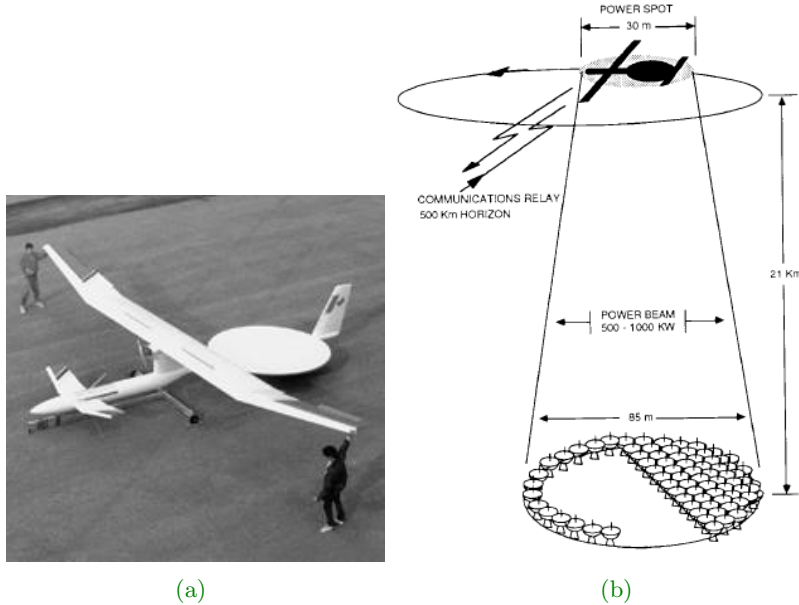 POWER SPOT
30 m
COMMUNICATIONS RELAY
500 Km HORIZON
21 Km
POWER BEAM
500 - 1000 KW
85 m
(a)
(b)